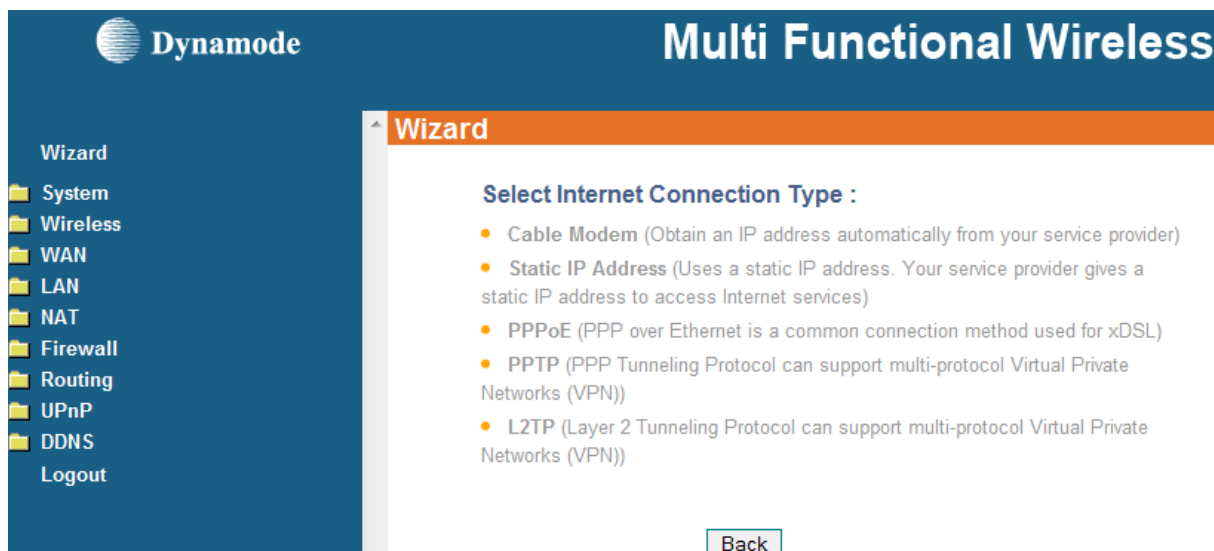 Dynamode
Multi Functional Wireless
Wizard
System
Wireless
WAN
LAN
NAT
Firewall
Routing
UPnP
DDNS
Logout
Wizard
Select Internet Connection Type :
• Cable Modem (Obtain an IP address automatically from your service provider)
• Static IP Address (Uses a static IP address. Your service provider gives a
static IP address to access Internet services)
• PPPoE (PPP over Ethernet is a common connection method used for xDSL)
• PPTP (PPP Tunneling Protocol can support multi-protocol Virtual Private
Networks (VPN))
• L2TP (Layer 2 Tunneling Protocol can support multi-protocol Virtual Private
Networks (VPN))
Back